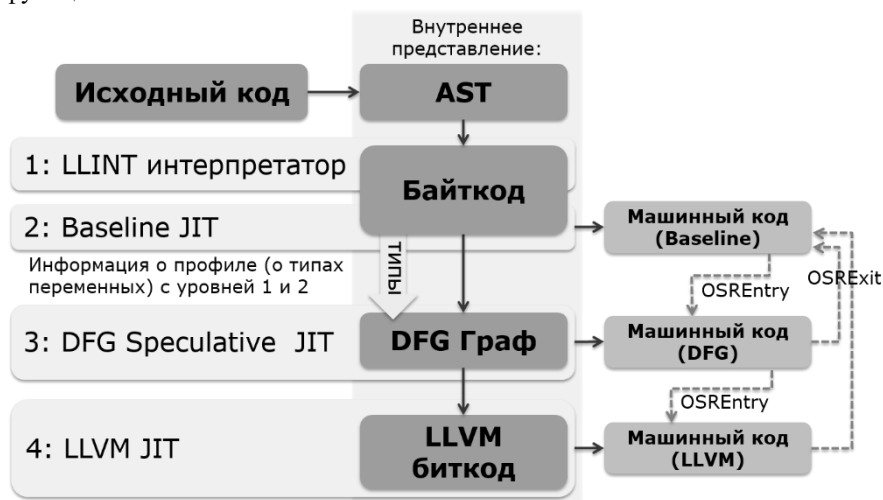 Внутреннее
представление:
Исходный код
AST
1: LLINT интерпретатор
Байткод
2: Baseline JIT
Машинный код
(Baseline)
Информация о профиле (о типах
переменных) с уровней 1 и 2
типы
OSREntry
OSRExit
3: DFG Speculative JIT
DFG Граф
Машинный код
(DFG)
OSREntry
4: LLVM JIT
LLVM
биткод
Машинный код
(LLVM)